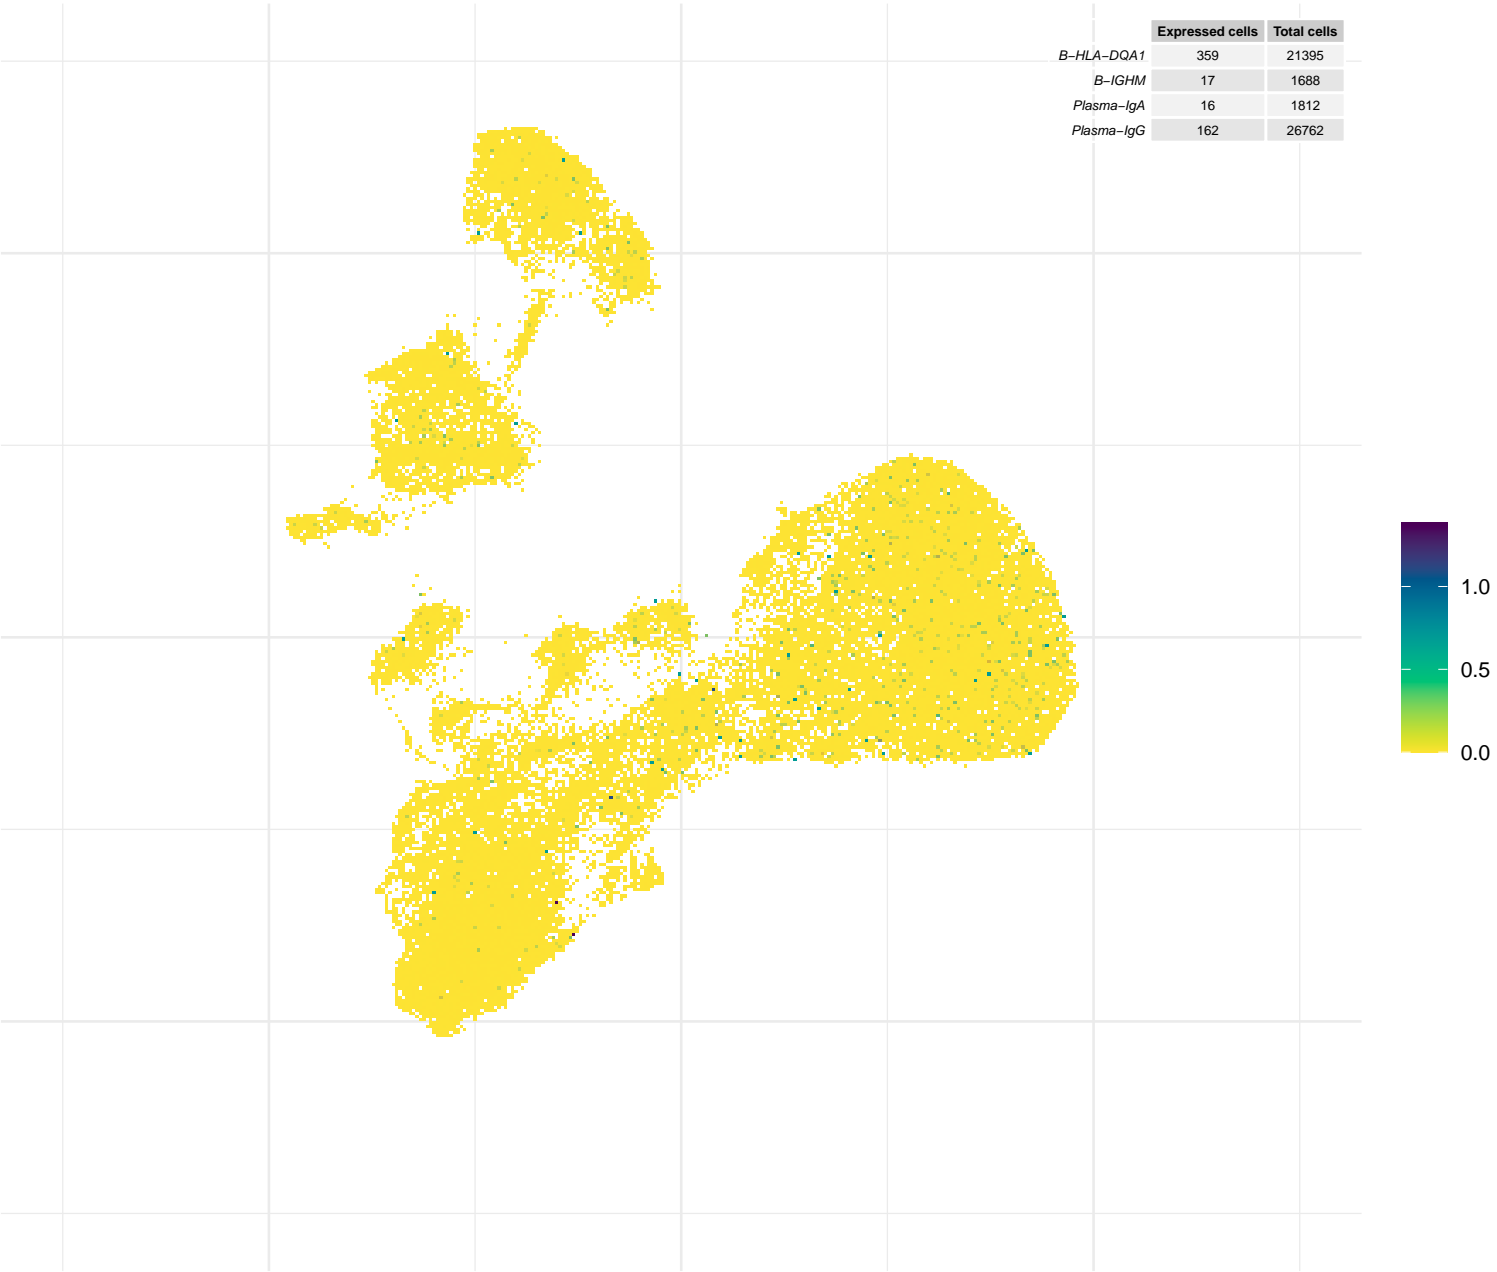 Expressed cells Total cells
B–HLA–DQA1 359 21395
B–IGHM 17 1688
Plasma–IgA 16 1812
Plasma–IgG 162 26762
1.0
0.5
0.0